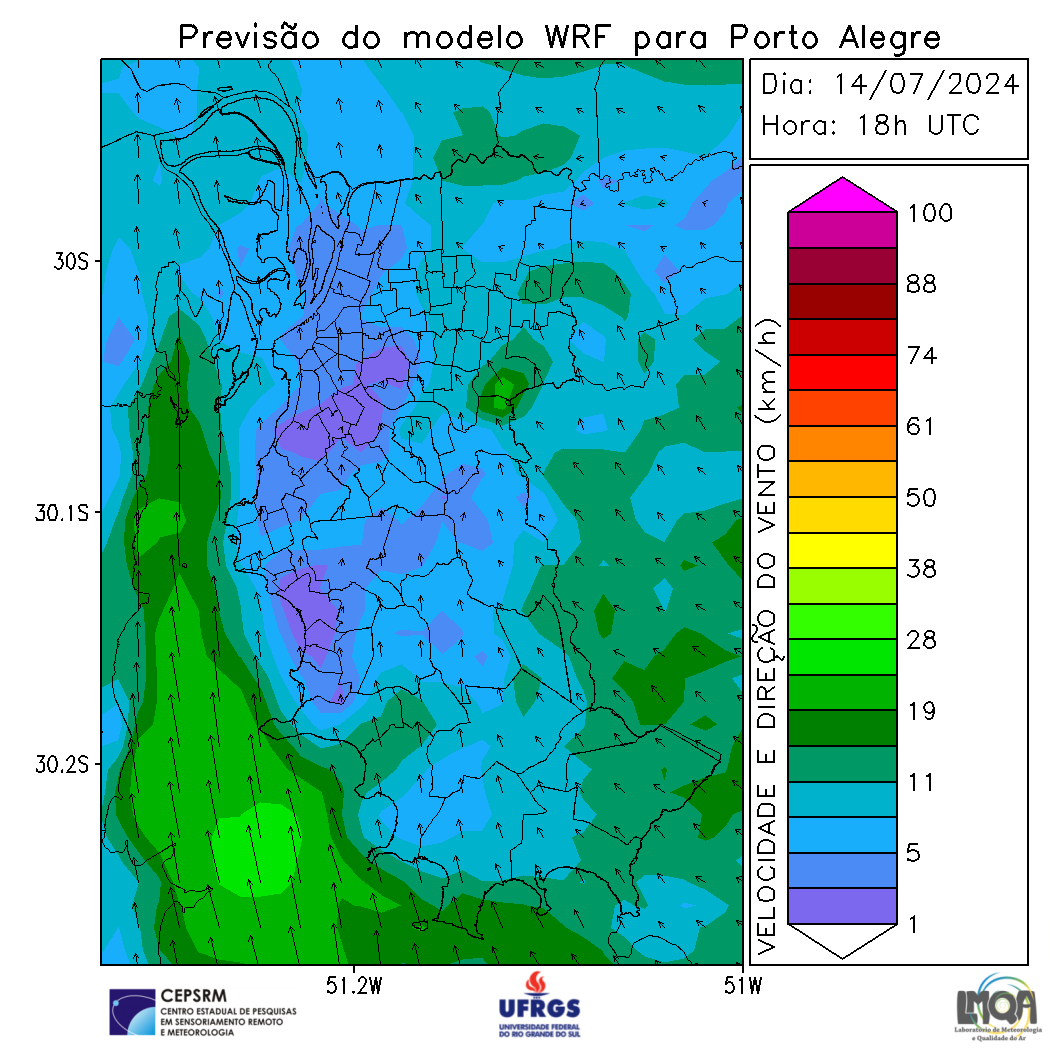 Previsão do modelo WRF para Porto Alegre
Dia: 14/07/2024
Hora: 18h UTC
30S
30.1S
30.2S
51.2W
51W
VELOCIDADE E DIREÇÃO DO VENTO (km/h)
100
88
74
61
50
38
28
19
11
5
1
CEPSRM
CENTRO ESTADUAL DE PESQUISAS
EM SENSORIAMENTO REMOTO
E METEOROLOGIA
UFRGS
UNIVERSIDADE FEDERAL
DO RIO GRANDE DO SUL
LMQA
Laboratório de Meteorologia
e Qualidade do Ar